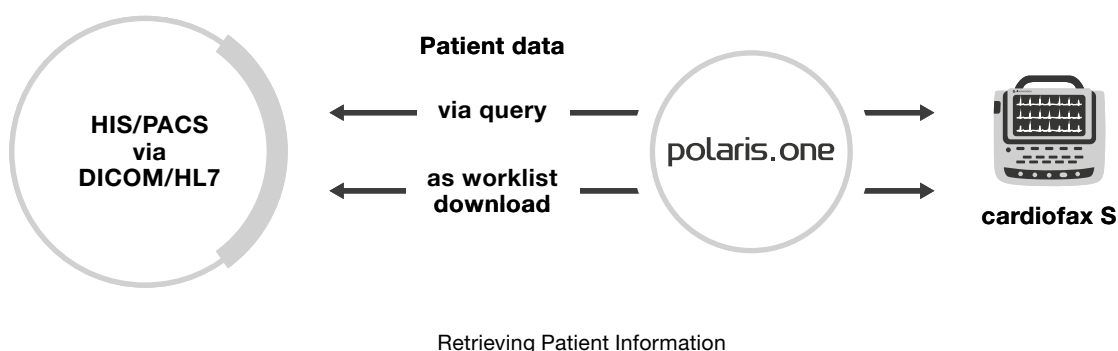 Patient data
HIS/PACS
via
DICOM/HL7
via query
as worklist
download
polaris.one
cardiofax S
Retrieving Patient Information